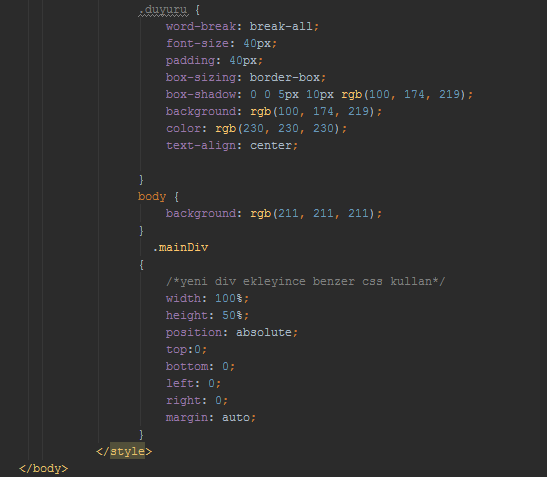 .duyuru {
word-break: break-all;
font-size: 40px;
padding: 40px;
box-sizing: border-box;
box-shadow: 0 0 5px 10px rgb(100, 174, 219);
background: rgb(100, 174, 219);
color: rgb(230, 230, 230);
text-align: center;
}
body {
background: rgb(211, 211, 211);
}
.mainDiv
{
/*yeni div ekleyince benzer css kullan*/
width: 100%;
height: 50%;
position: absolute;
top:0;
bottom: 0;
left: 0;
right: 0;
margin: auto;
}
</style>
</body>